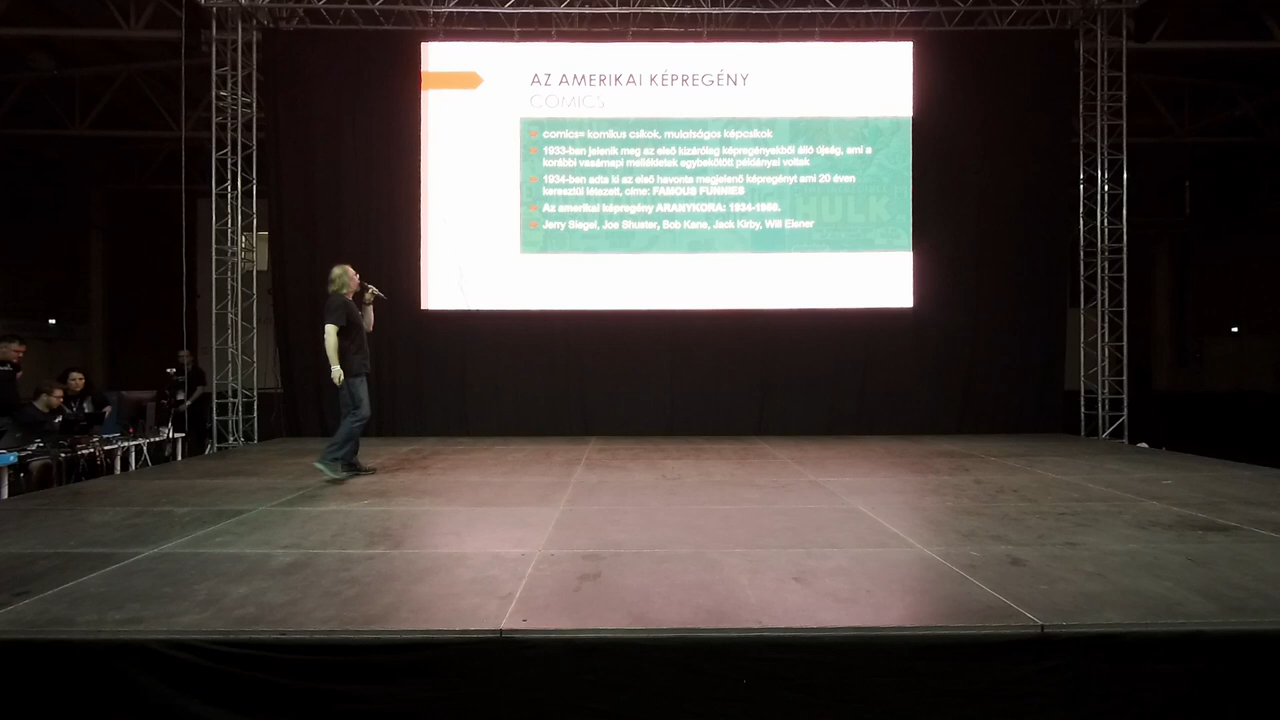 AZ AMERIKAI KÉPREGÉNY
COMICS
comics= komikus csíkok, mulatságos képcsíkok
1933-ban jelenik meg az első kizárólag képregényekből álló újság, ami a
korábbi vasárnapi mellékletek egybekötött példányai voltak
1934-ben adta ki az első havonta megjelenő képregényt ami 20 éven
keresztül létezett, címe: FAMOUS FUNNIES
Az amerikai képregény ARANYKORA: 1934-1956.
Jerry Siegel, Joe Shuster, Bob Kane, Jack Kirby, Will Eisner
HULK